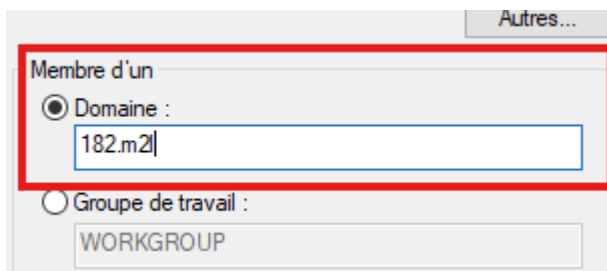 Autres...
Membre d'un
Domaine :
182.m2l
Groupe de travail :
WORKGROUP